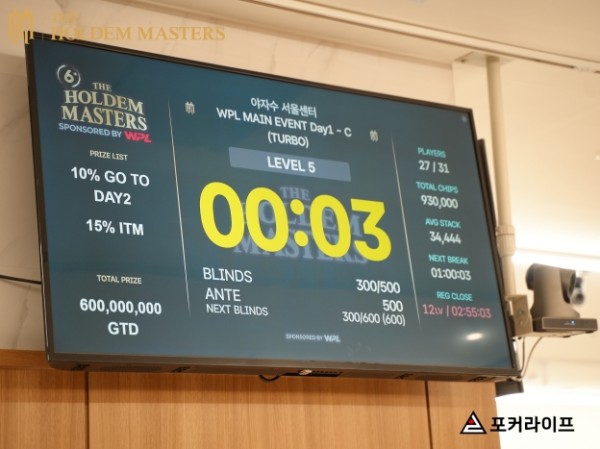 HOLDEM MASTERS
6
THE
HOLDEM
MASTERS
SPONSORED BY WPL
PRIZE LIST
10% GO TO
DAY2
15% ITM
TOTAL PRIZE
600,000,000
GTD
야자수 서울센터
WPL MAIN EVENT Day1 - C
(TURBO)
LEVEL 5
THE
HOLDEM
MASTERS
00:03
BLINDS 300/500
ANTE 500
NEXT BLINDS 300/600 (600)
SPONSORED BY WPL
PLAYERS
27 / 31
TOTAL CHIPS
930,000
AVG STACK
34,444
NEXT BREAK
01:00:03
REG CLOSE
12LV / 02:55:03
포커라이프